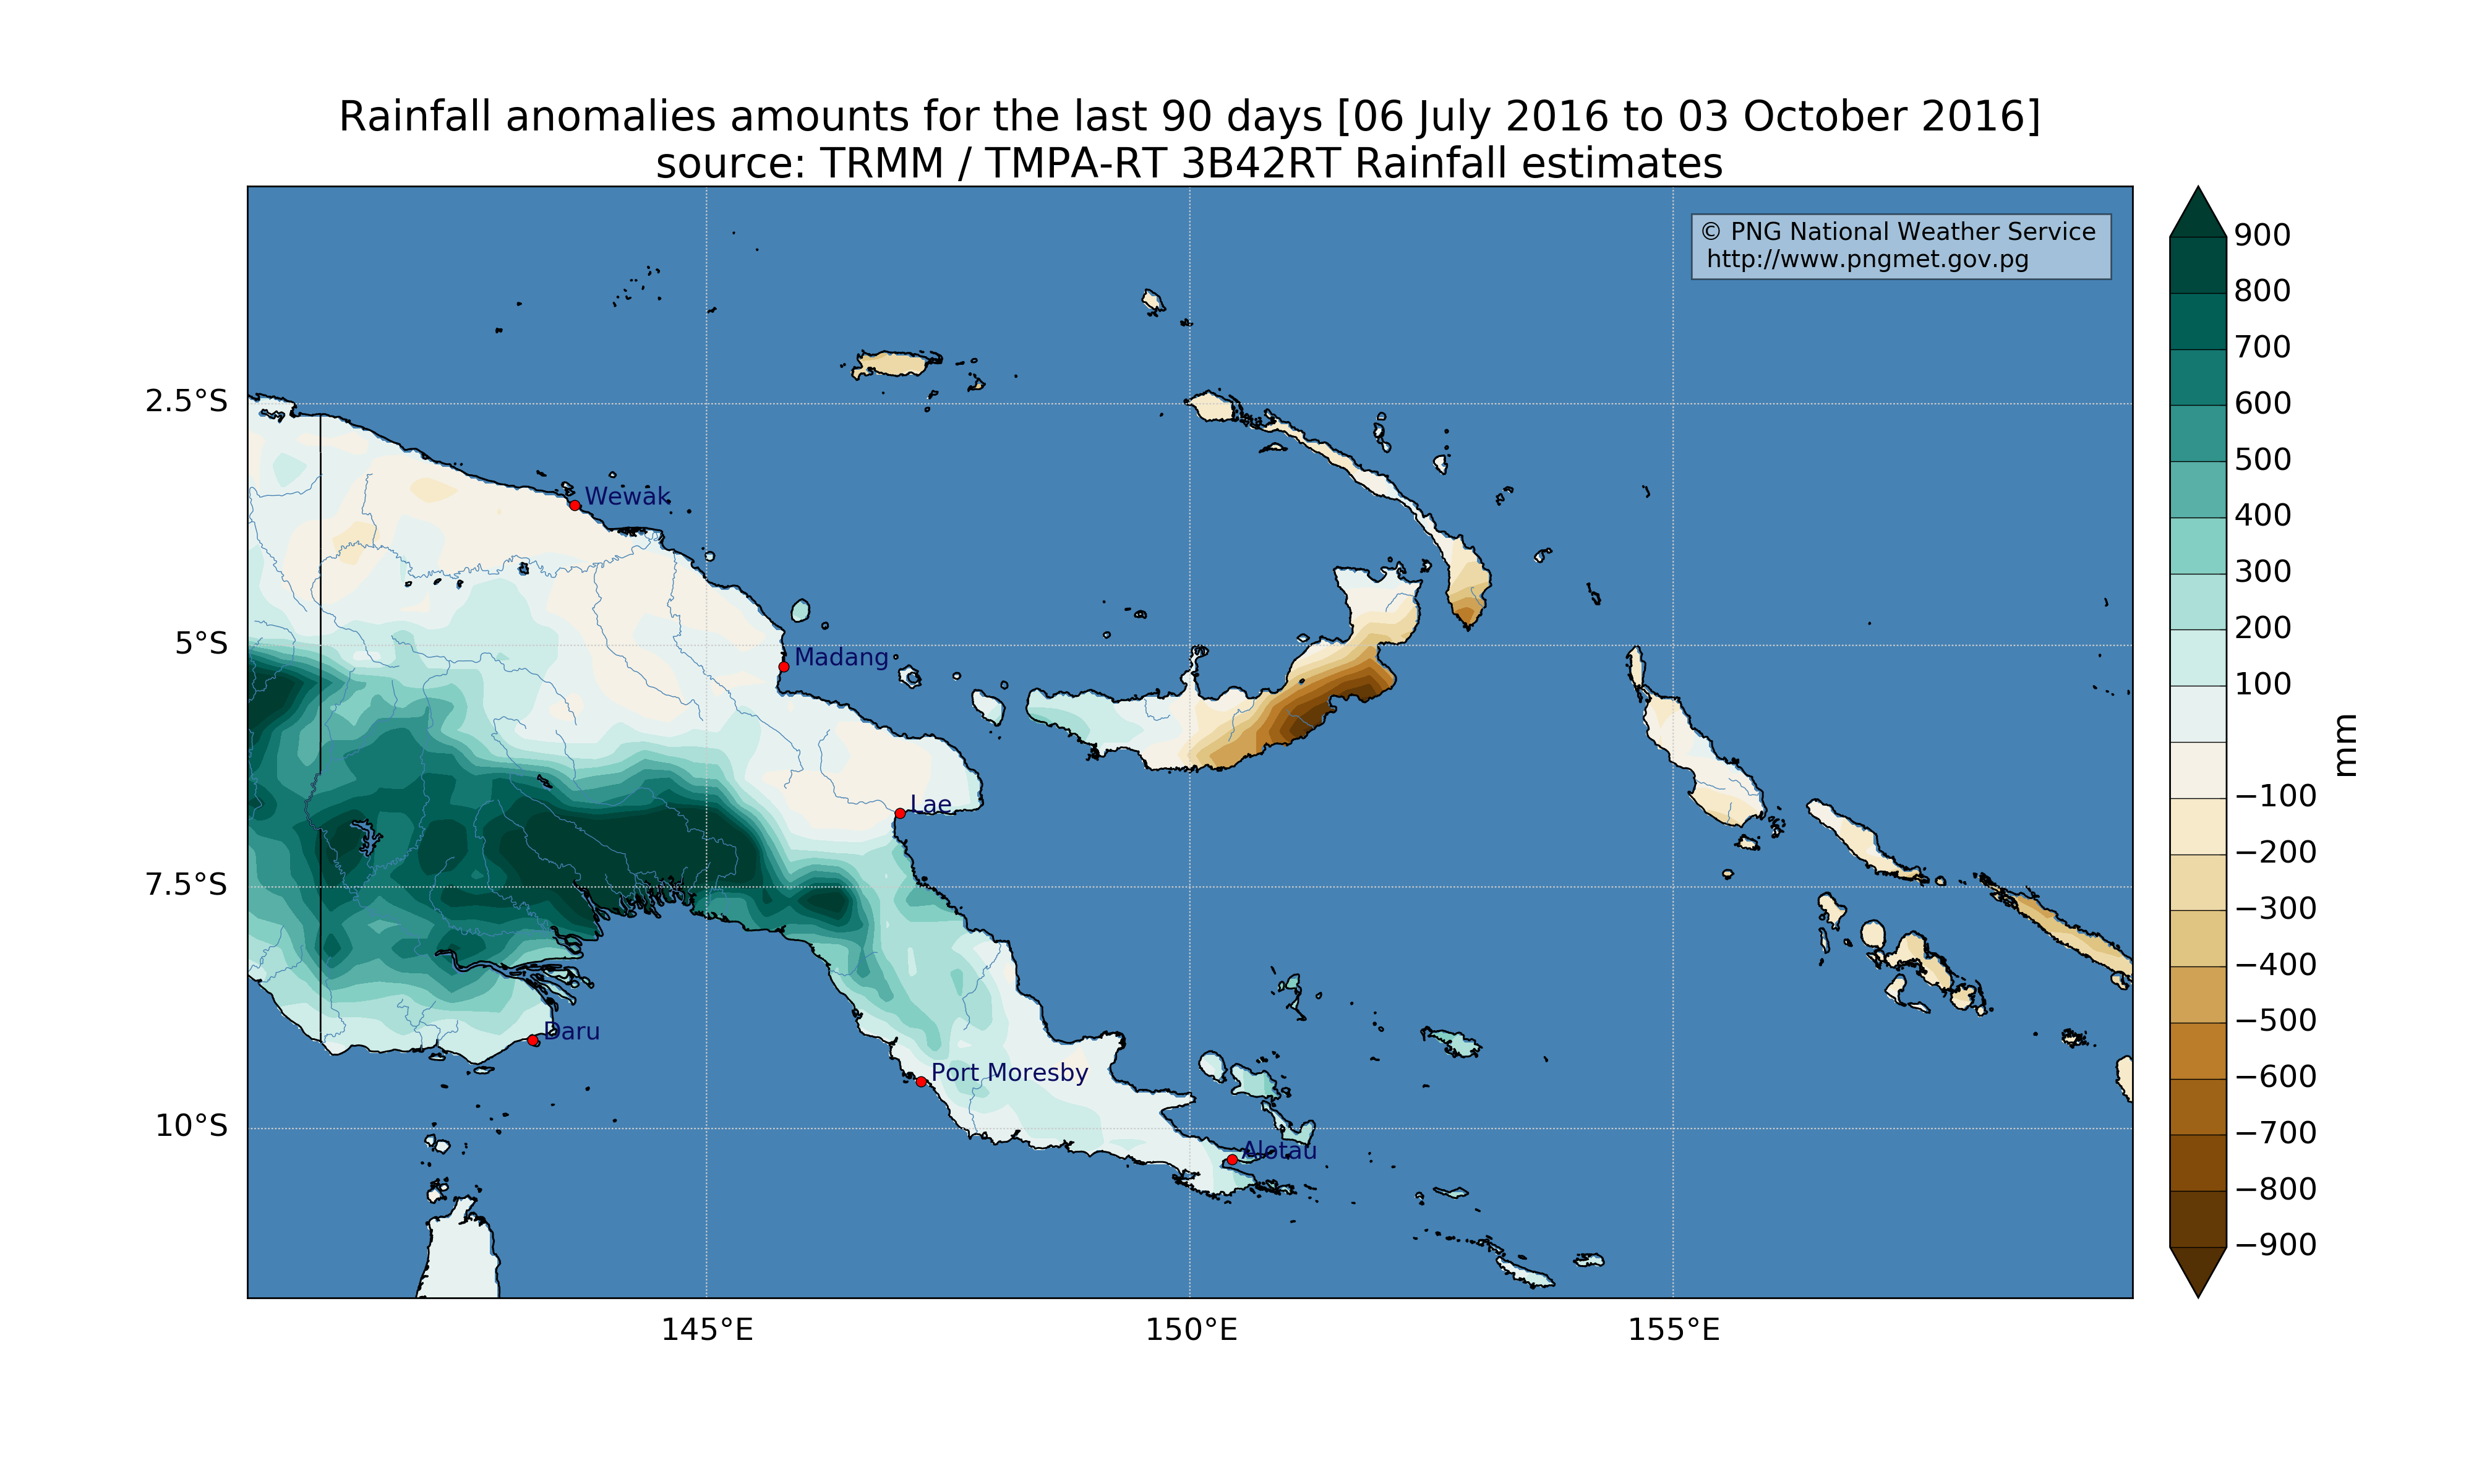 Rainfall anomalies amounts for the last 90 days [06 July 2016 to 03 October 2016]
source: TRMM / TMPA-RT 3B42RT Rainfall estimates
© PNG National Weather Service
http://www.pngmet.gov.pg
2.5°S
5°S
7.5°S
10°S
145°E
150°E
155°E
Wewak
Madang
Lae
Daru
Port Moresby
Alotau
900
800
700
600
500
400
300
200
100
−100
−200
−300
−400
−500
−600
−700
−800
−900
mm